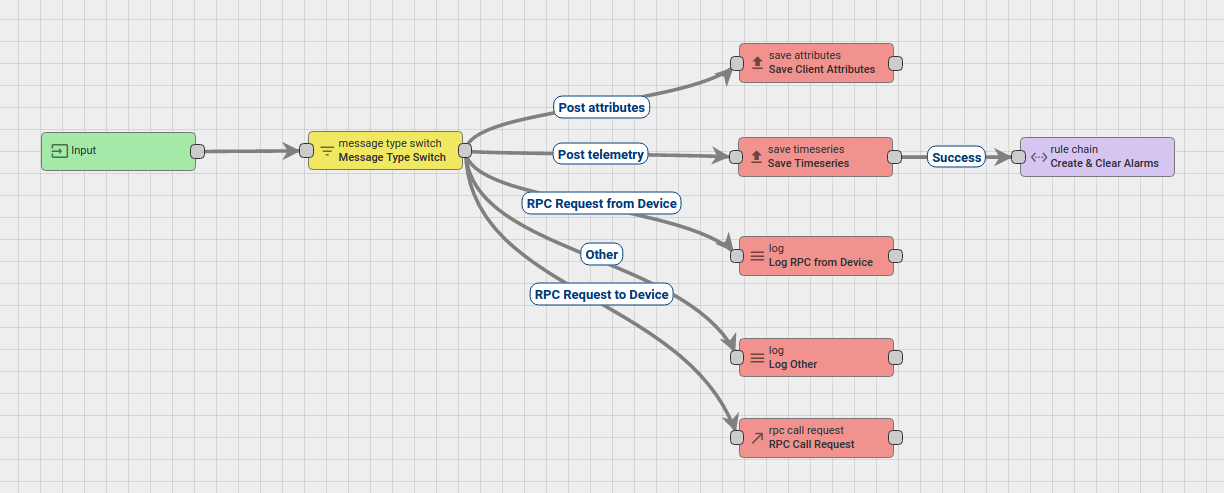 Input
message type switch
Message Type Switch
Post attributes
save attributes
Save Client Attributes
Post telemetry
save timeseries
Save Timeseries
Success
rule chain
Create & Clear Alarms
RPC Request from Device
log
Log RPC from Device
Other
log
Log Other
RPC Request to Device
rpc call request
RPC Call Request